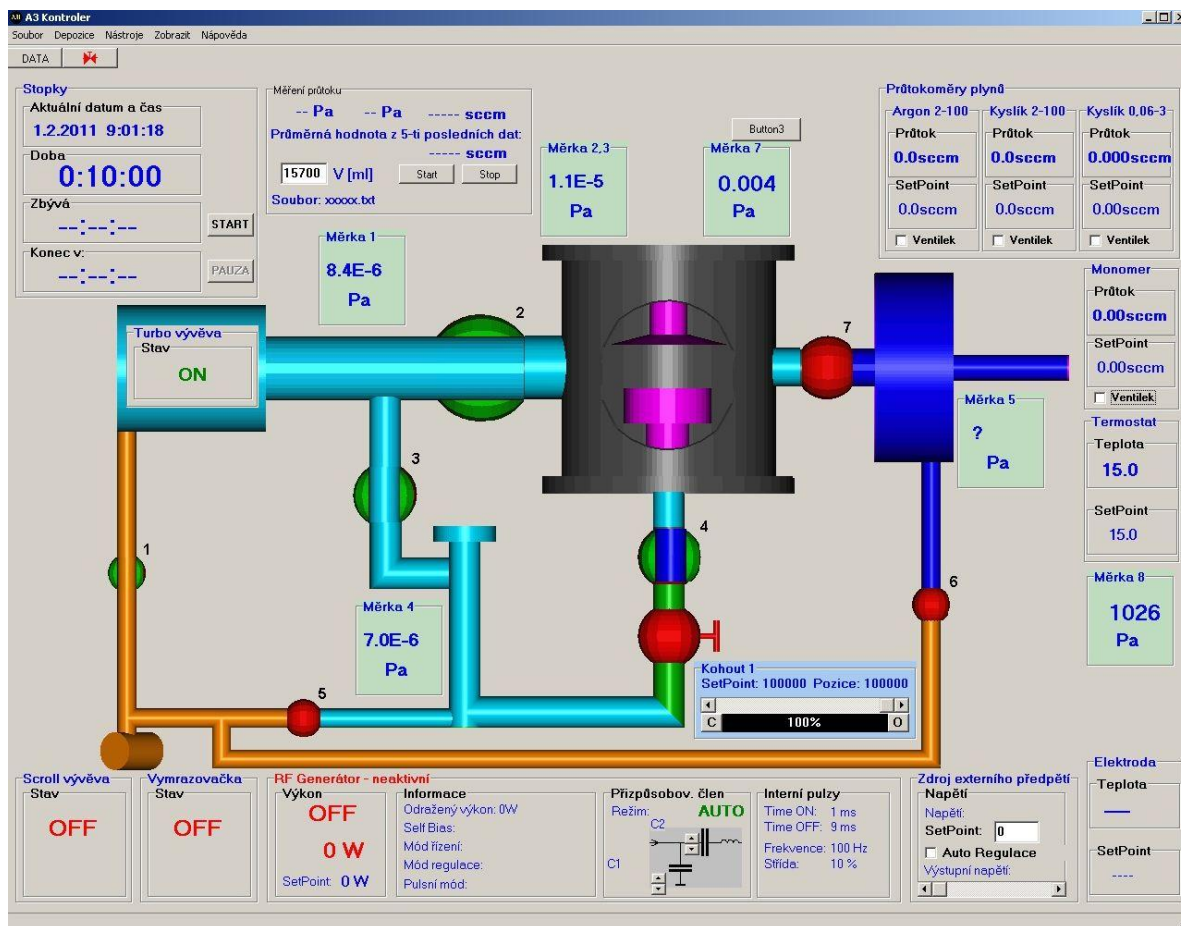 A3 Kontroler
Soubor Depozice Nástroje Zobrazit Nápověda
DATA
Stopky
Aktuální datum a čas
1.2.2011 9:01:18
Doba
0:10:00
Zbývá
--:--:--
START
Konec v:
--:--:--
PAUZA
Měření průtoku
-- Pa -- Pa ----- sccm
Průměrná hodnota z 5-ti posledních dat:
----- sccm
15700 V [ml] Start Stop
Soubor: xxxxx.txt
Button3
Měrka 1
8.4E-6
Pa
Měrka 2,3
1.1E-5
Pa
Měrka 7
0.004
Pa
Průtokoměry plynů
Argon 2-100 Kyslík 2-100 Kyslík 0,06-3
Průtok Průtok Průtok
0.0sccm 0.0sccm 0.000sccm
SetPoint SetPoint SetPoint
0.0sccm 0.0sccm 0.00sccm
Ventilek Ventilek Ventilek
Monomer
Průtok
0.00sccm
SetPoint
0.00sccm
Ventilek
Termostat
Teplota
15.0
SetPoint
15.0
Měrka 8
1026
Pa
Turbo vývěva
Stav
ON
2
7
3
1
4
6
5
Měrka 5
?
Pa
Měrka 4
7.0E-6
Pa
Kohout 1
SetPoint: 100000 Pozice: 100000
C 100% O
Scroll vývěva
Stav
OFF
Vymrazovačka
Stav
OFF
RF Generátor - neaktivní
Výkon
OFF
0 W
SetPoint: 0 W
Informace
Odražený výkon: 0W
Self Bias:
Mód řízení:
Mód regulace:
Pulsní mód:
Přizpůsobov. člen
Režim: AUTO
C2
C1
Interní pulzy
Time ON: 1 ms
Time OFF: 9 ms
Frekvence: 100 Hz
Střída: 10 %
Zdroj externího předpětí
Napětí
Napětí:
SetPoint: 0
Auto Regulace
Výstupní napětí:
Elektroda
Teplota
—
SetPoint
----